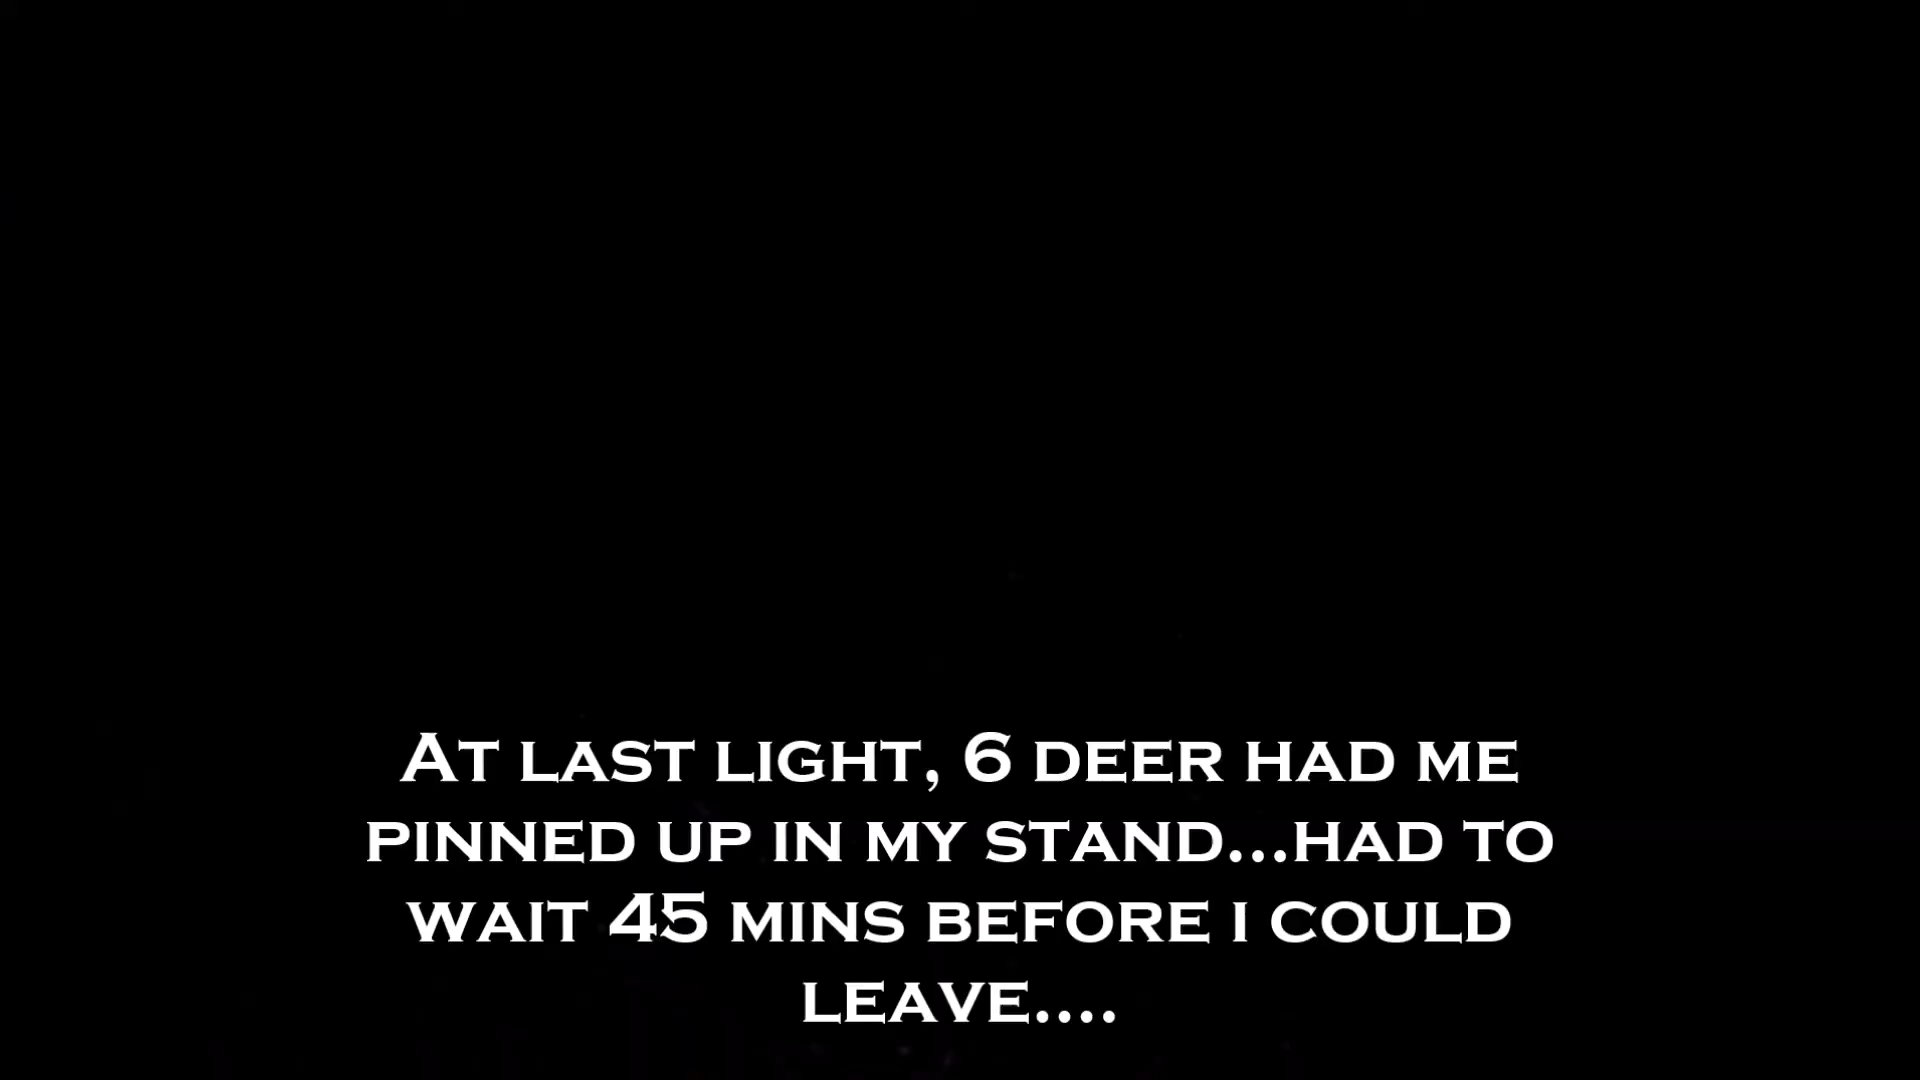 At last light, 6 deer had me
pinned up in my stand...had to
wait 45 mins before i could
leave....